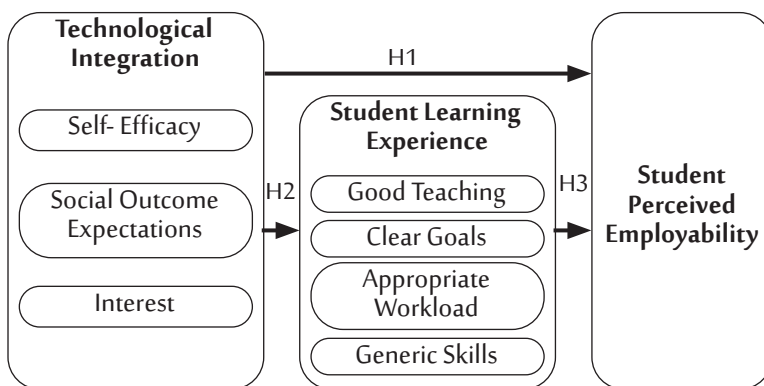 Technological
Integration
Self- Efficacy
Social Outcome
Expectations
Interest
H1
H2
Student Learning
Experience
Good Teaching
Clear Goals
Appropriate
Workload
Generic Skills
H3
Student
Perceived
Employability